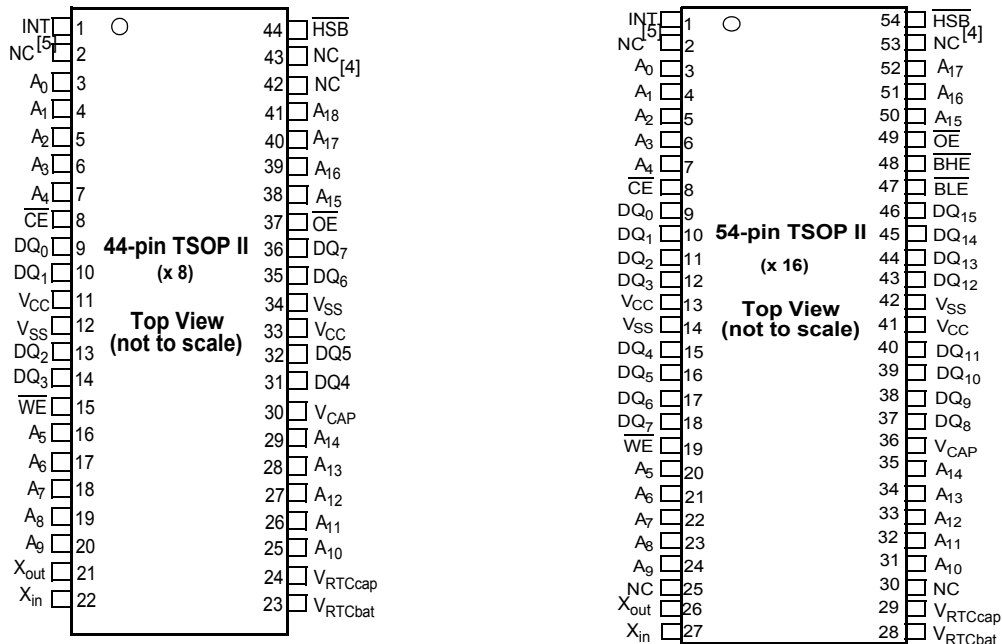 INT 1 44 HSB
NC [5] 2 43 NC
A0 3 42 NC [4]
A1 4 41 A18
A2 5 40 A17
A3 6 39 A16
A4 7 38 A15
CE 8 37 OE
DQ0 9 36 DQ7
DQ1 10 35 DQ6
VCC 11 34 VSS
VSS 12 33 VCC
DQ2 13 32 DQ5
DQ3 14 31 DQ4
WE 15 30 VCAP
A5 16 29 A14
A6 17 28 A13
A7 18 27 A12
A8 19 26 A11
A9 20 25 A10
Xout 21 24 VRTCcap
Xin 22 23 VRTCbat
44-pin TSOP II
(x 8)
Top View
(not to scale)
INT 1 54 HSB
NC [5] 2 53 NC [4]
A0 3 52 A17
A1 4 51 A16
A2 5 50 A15
A3 6 49 OE
A4 7 48 BHE
CE 8 47 BLE
DQ0 9 46 DQ15
DQ1 10 45 DQ14
DQ2 11 44 DQ13
DQ3 12 43 DQ12
VCC 13 42 VSS
VSS 14 41 VCC
DQ4 15 40 DQ11
DQ5 16 39 DQ10
DQ6 17 38 DQ9
DQ7 18 37 DQ8
WE 19 36 VCAP
A5 20 35 A14
A6 21 34 A13
A7 22 33 A12
A8 23 32 A11
A9 24 31 A10
NC 25 30 NC
Xout 26 29 VRTCcap
Xin 27 28 VRTCbat
54-pin TSOP II
(x 16)
Top View
(not to scale)